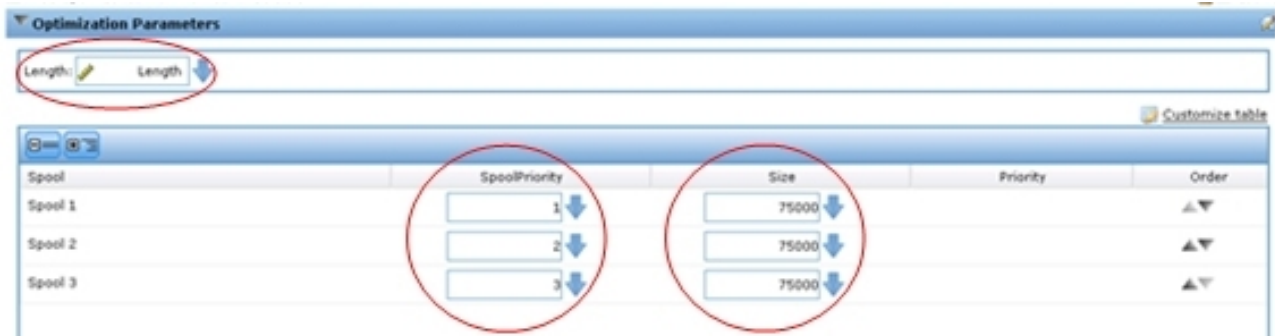 Optimization Parameters
Length: Length
Customize table
Spool SpoolPriority Size Priority Order
Spool 1 1 75000
Spool 2 2 75000
Spool 3 3 75000